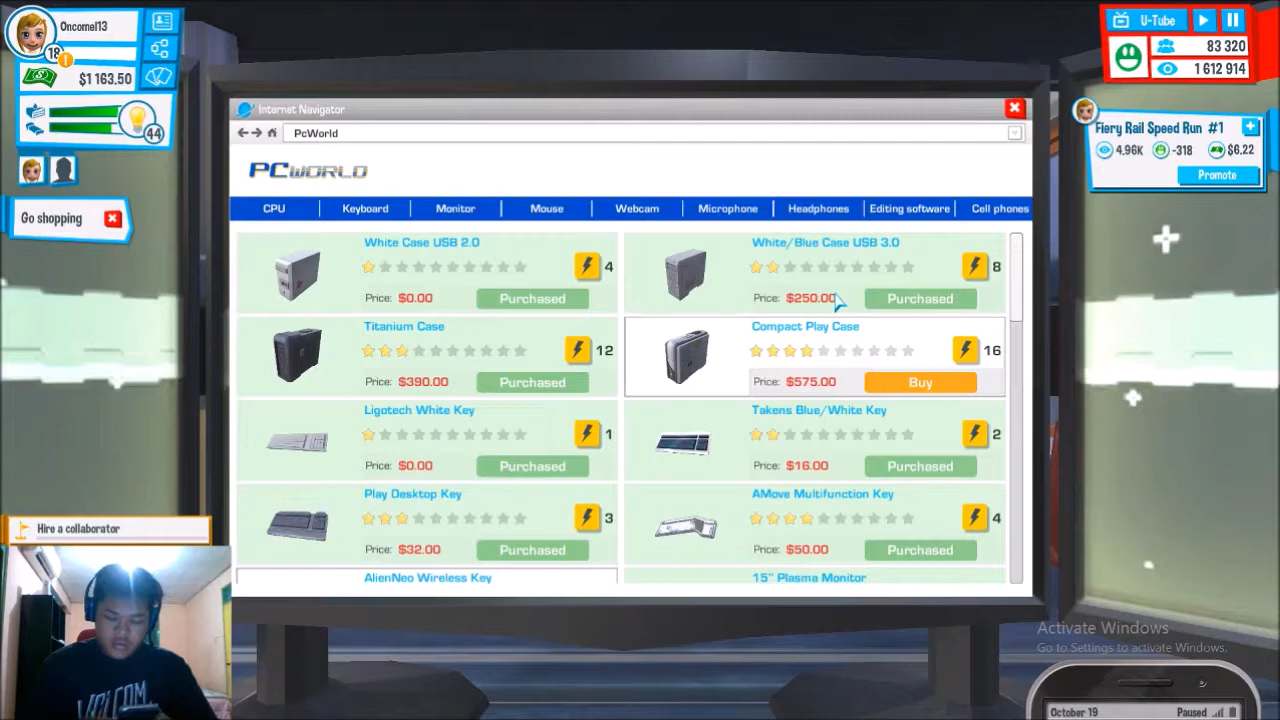 Oncomel13
18
$1 163.50
44
Go shopping
Hire a collaborator
U-Tube
83 320
1 612 914
Fiery Rail Speed Run #1
4.96K -318 $6.22
Promote
Internet Navigator
PcWorld
PCWORLD
CPU Keyboard Monitor Mouse Webcam Microphone Headphones Editing software Cell phones
White Case USB 2.0
4
Price: $0.00 Purchased
White/Blue Case USB 3.0
8
Price: $250.00 Purchased
Titanium Case
12
Price: $390.00 Purchased
Compact Play Case
16
Price: $575.00 Buy
Ligotech White Key
1
Price: $0.00 Purchased
Takens Blue/White Key
2
Price: $16.00 Purchased
Play Desktop Key
3
Price: $32.00 Purchased
AMove Multifunction Key
4
Price: $50.00 Purchased
AlienNeo Wireless Key
15" Plasma Monitor
VOLCOM
Activate Windows
Go to Settings to activate Windows.
October 19 Paused